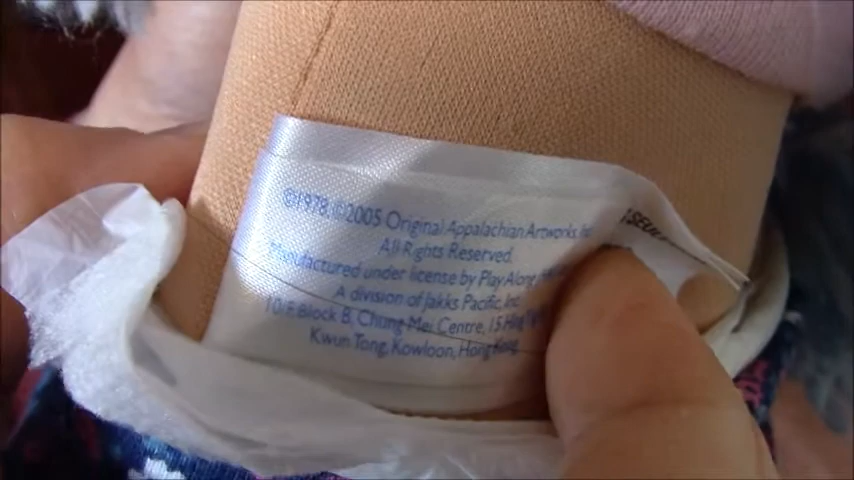 ©1978, ©2005 Original Appalachian Artworks Inc
All Rights Reserved.
Manufactured under license by Play Along
A division of Jakks Pacific, Inc.
10/F Block B, Chung Mei Centre, 15 Hing
Kwun Tong, Kowloon, Hong Kong